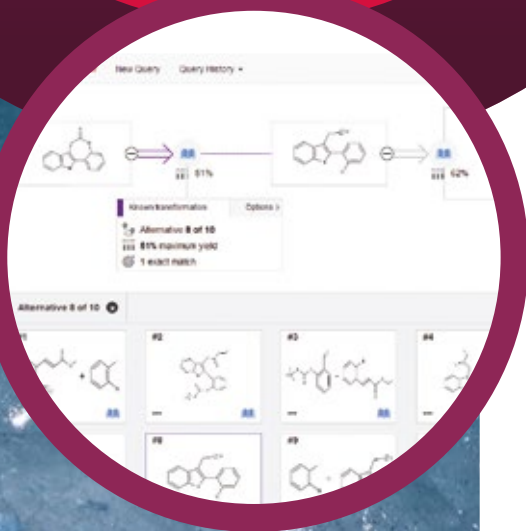 New Query Query History
81%
62%
Known transformation Options
Alternative 8 of 10
81% maximum yield
1 exact match
Alternative 8 of 10
#2 #3 #4
#8 #9